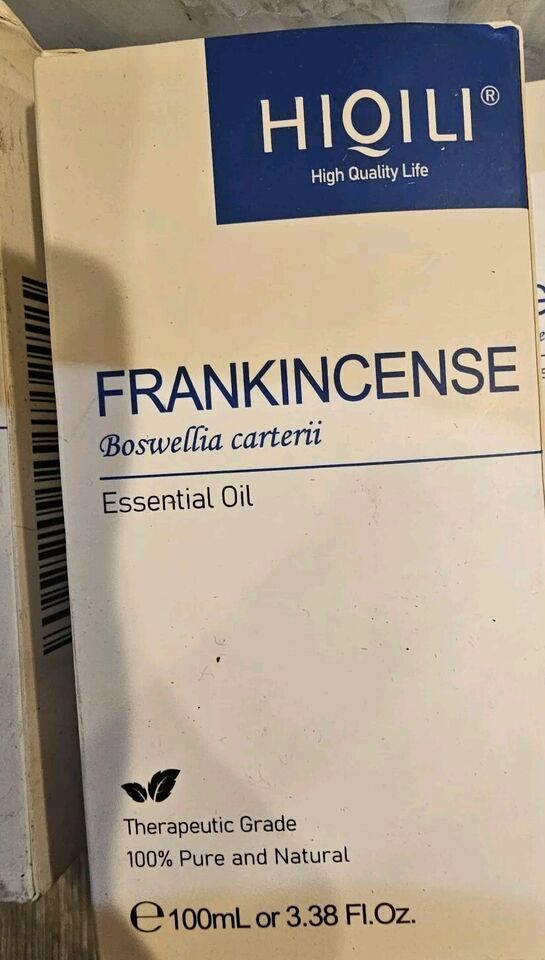 HIQILI®
High Quality Life
FRANKINCENSE
Boswellia carterii
Essential Oil
Therapeutic Grade
100% Pure and Natural
℮100mL or 3.38 Fl.Oz.